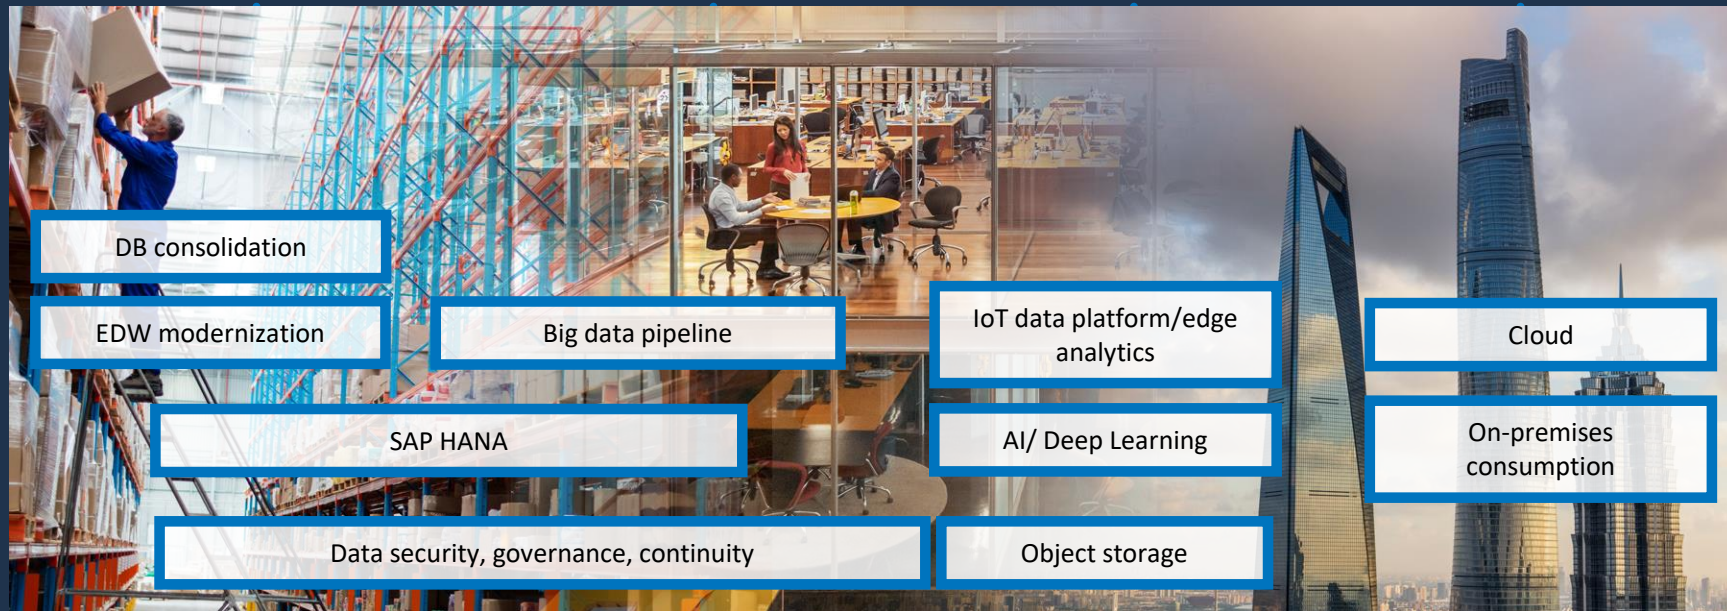 DB consolidation
EDW modernization
Big data pipeline
IoT data platform/edge
analytics
Cloud
SAP HANA
AI/ Deep Learning
On-premises
consumption
Data security, governance, continuity
Object storage